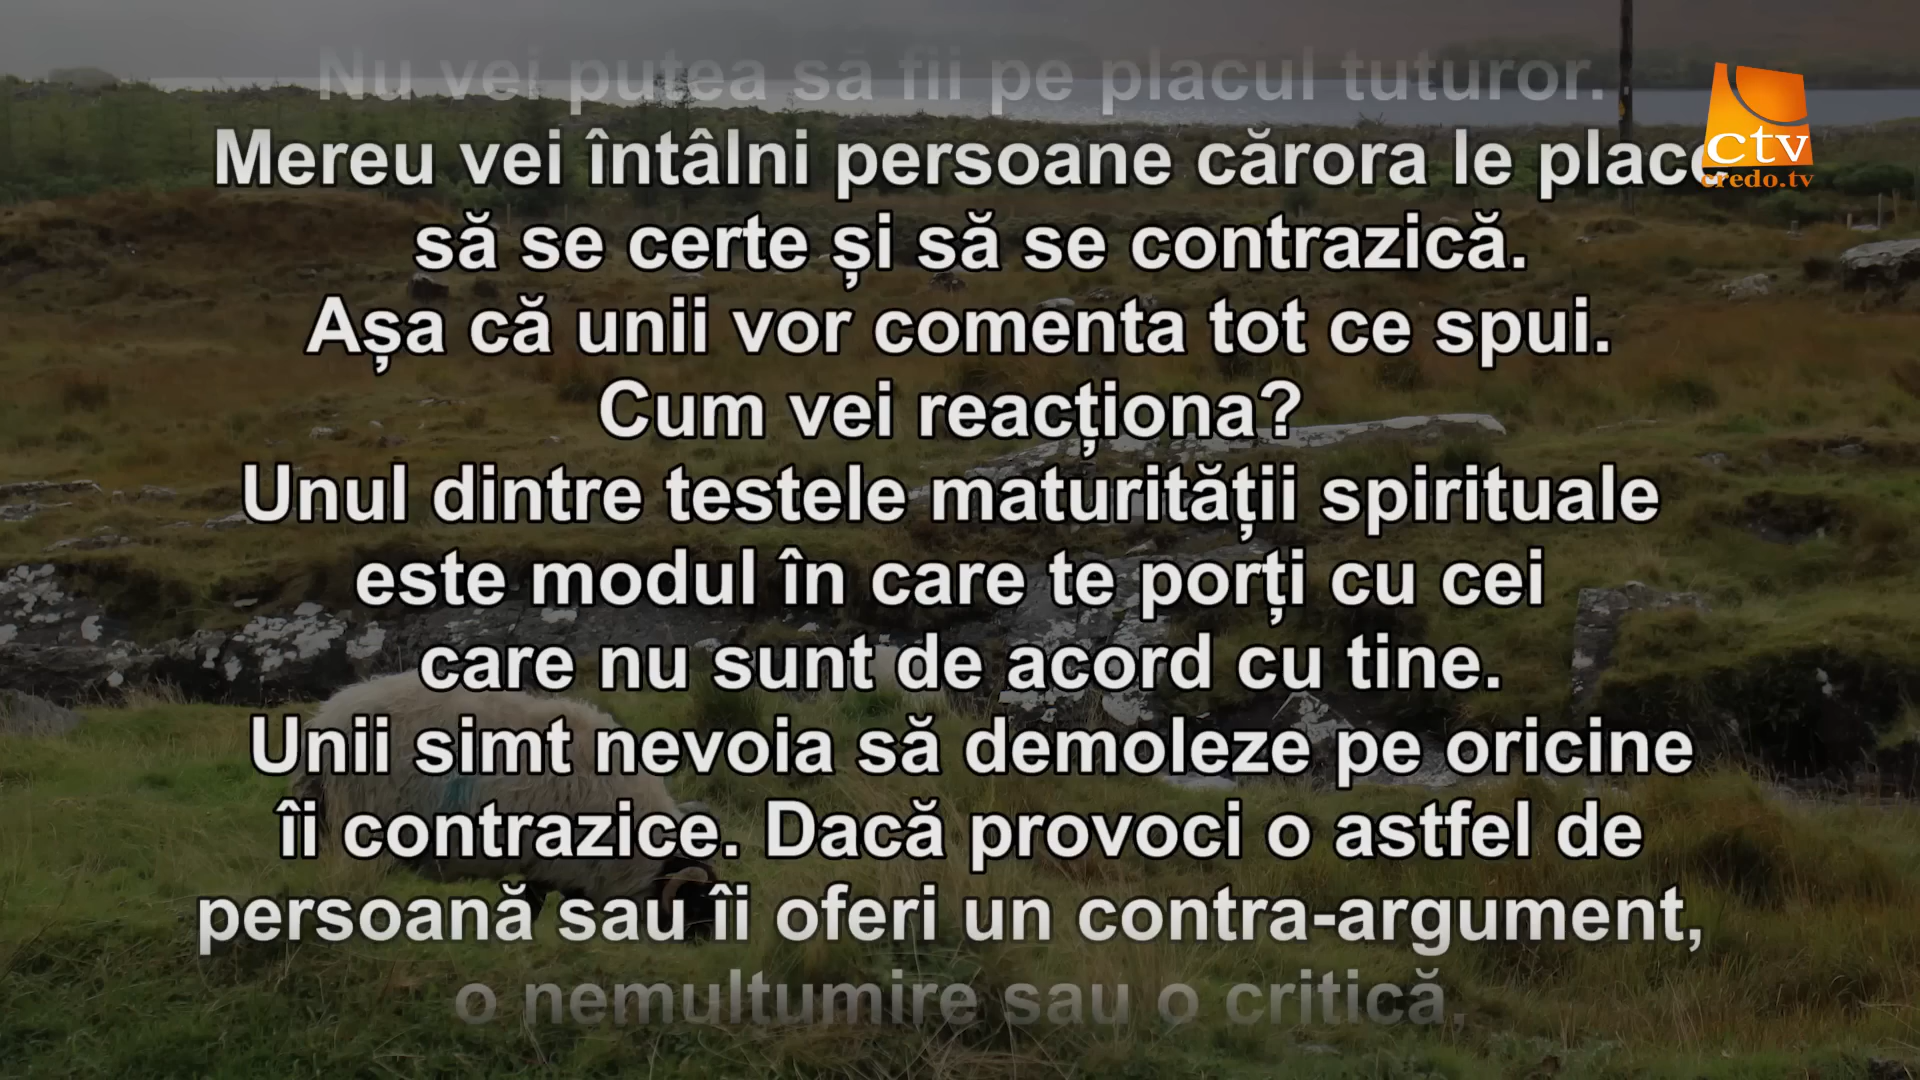 Nu vei putea să fii pe placul tuturor.
Mereu vei întâlni persoane cărora le place
să se certe și să se contrazică.
Așa că unii vor comenta tot ce spui.
Cum vei reacționa?
Unul dintre testele maturității spirituale
este modul în care te porți cu cei
care nu sunt de acord cu tine.
Unii simt nevoia să demoleze pe oricine
îi contrazice. Dacă provoci o astfel de
persoană sau îi oferi un contra-argument,
o nemulțumire sau o critică,
ctv
credo.tv